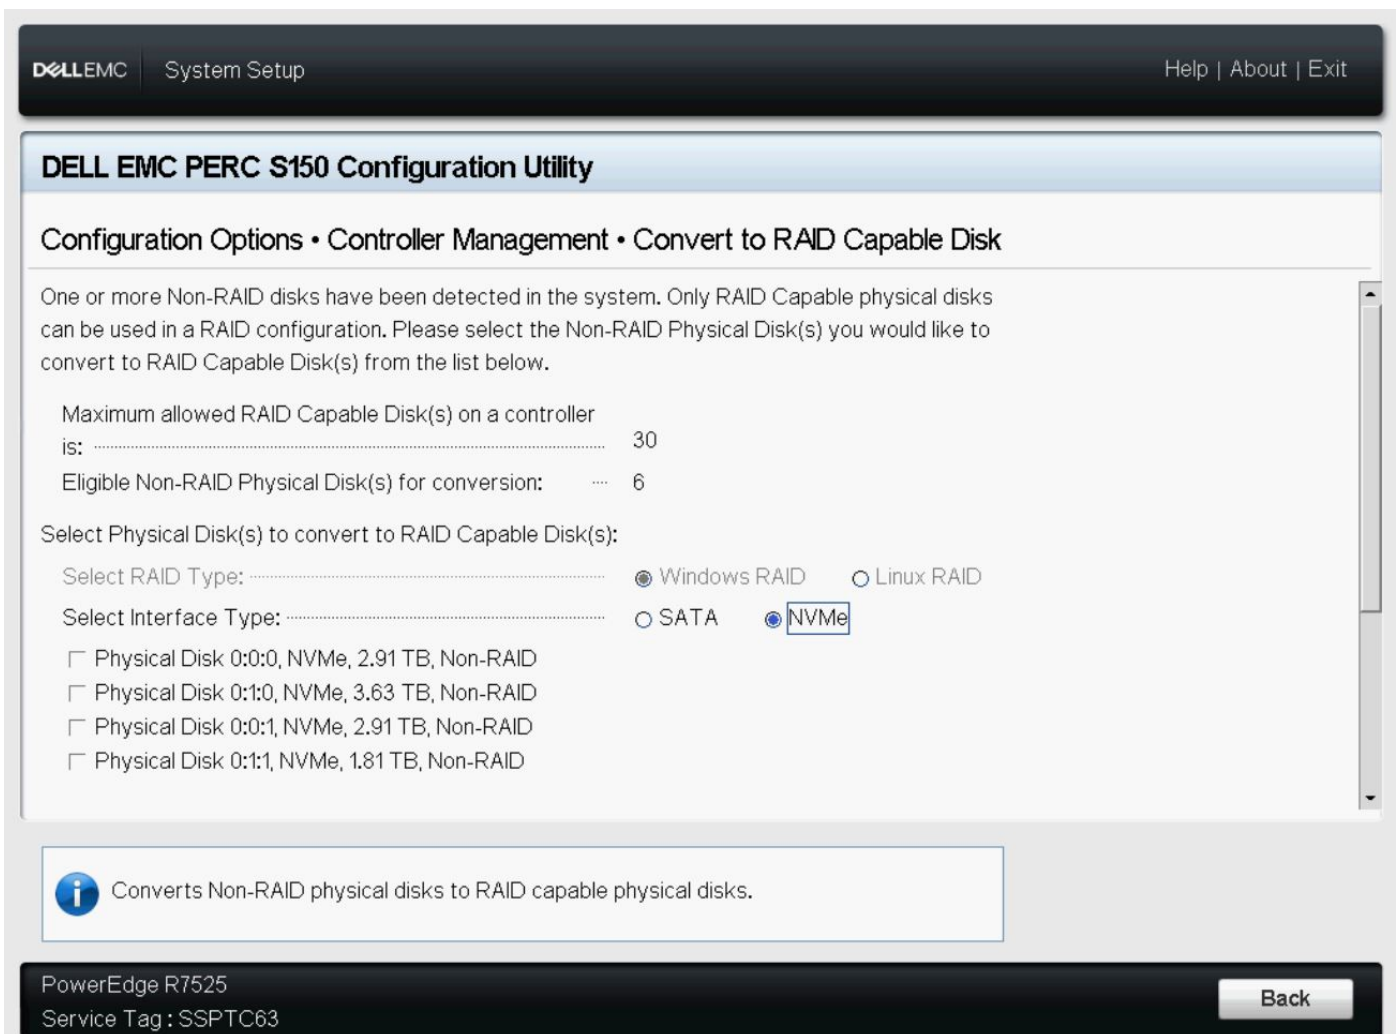 DELLEMC System Setup Help | About | Exit
DELL EMC PERC S150 Configuration Utility
Configuration Options • Controller Management • Convert to RAID Capable Disk
One or more Non-RAID disks have been detected in the system. Only RAID Capable physical disks
can be used in a RAID configuration. Please select the Non-RAID Physical Disk(s) you would like to
convert to RAID Capable Disk(s) from the list below.
Maximum allowed RAID Capable Disk(s) on a controller
is: 30
Eligible Non-RAID Physical Disk(s) for conversion: 6
Select Physical Disk(s) to convert to RAID Capable Disk(s):
Select RAID Type: Windows RAID Linux RAID
Select Interface Type: SATA NVMe
Physical Disk 0:0:0, NVMe, 2.91 TB, Non-RAID
Physical Disk 0:1:0, NVMe, 3.63 TB, Non-RAID
Physical Disk 0:0:1, NVMe, 2.91 TB, Non-RAID
Physical Disk 0:1:1, NVMe, 1.81 TB, Non-RAID
Converts Non-RAID physical disks to RAID capable physical disks.
PowerEdge R7525
Service Tag : SSPTC63
Back